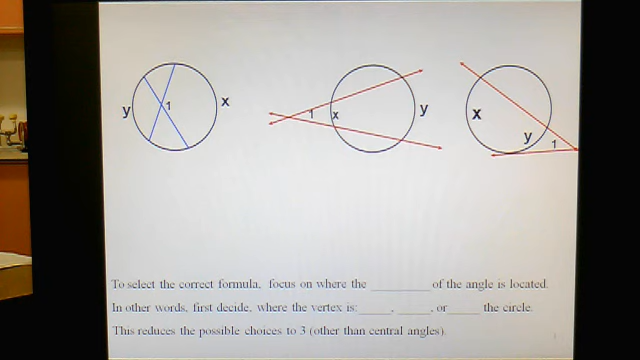 y 1 x
1 x y
x y 1
To select the correct formula, focus on where the __________ of the angle is located.
In other words, first decide, where the vertex is: _____, _____, or _____ the circle.
This reduces the possible choices to 3 (other than central angles).